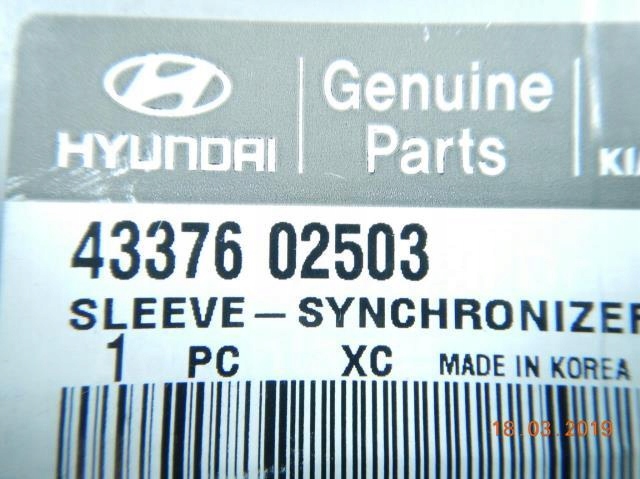 HYUNDAI
Genuine
Parts
KIA
43376 02503
SLEEVE-SYNCHRONIZER
1 PC XC MADE IN KOREA
18.03.2019